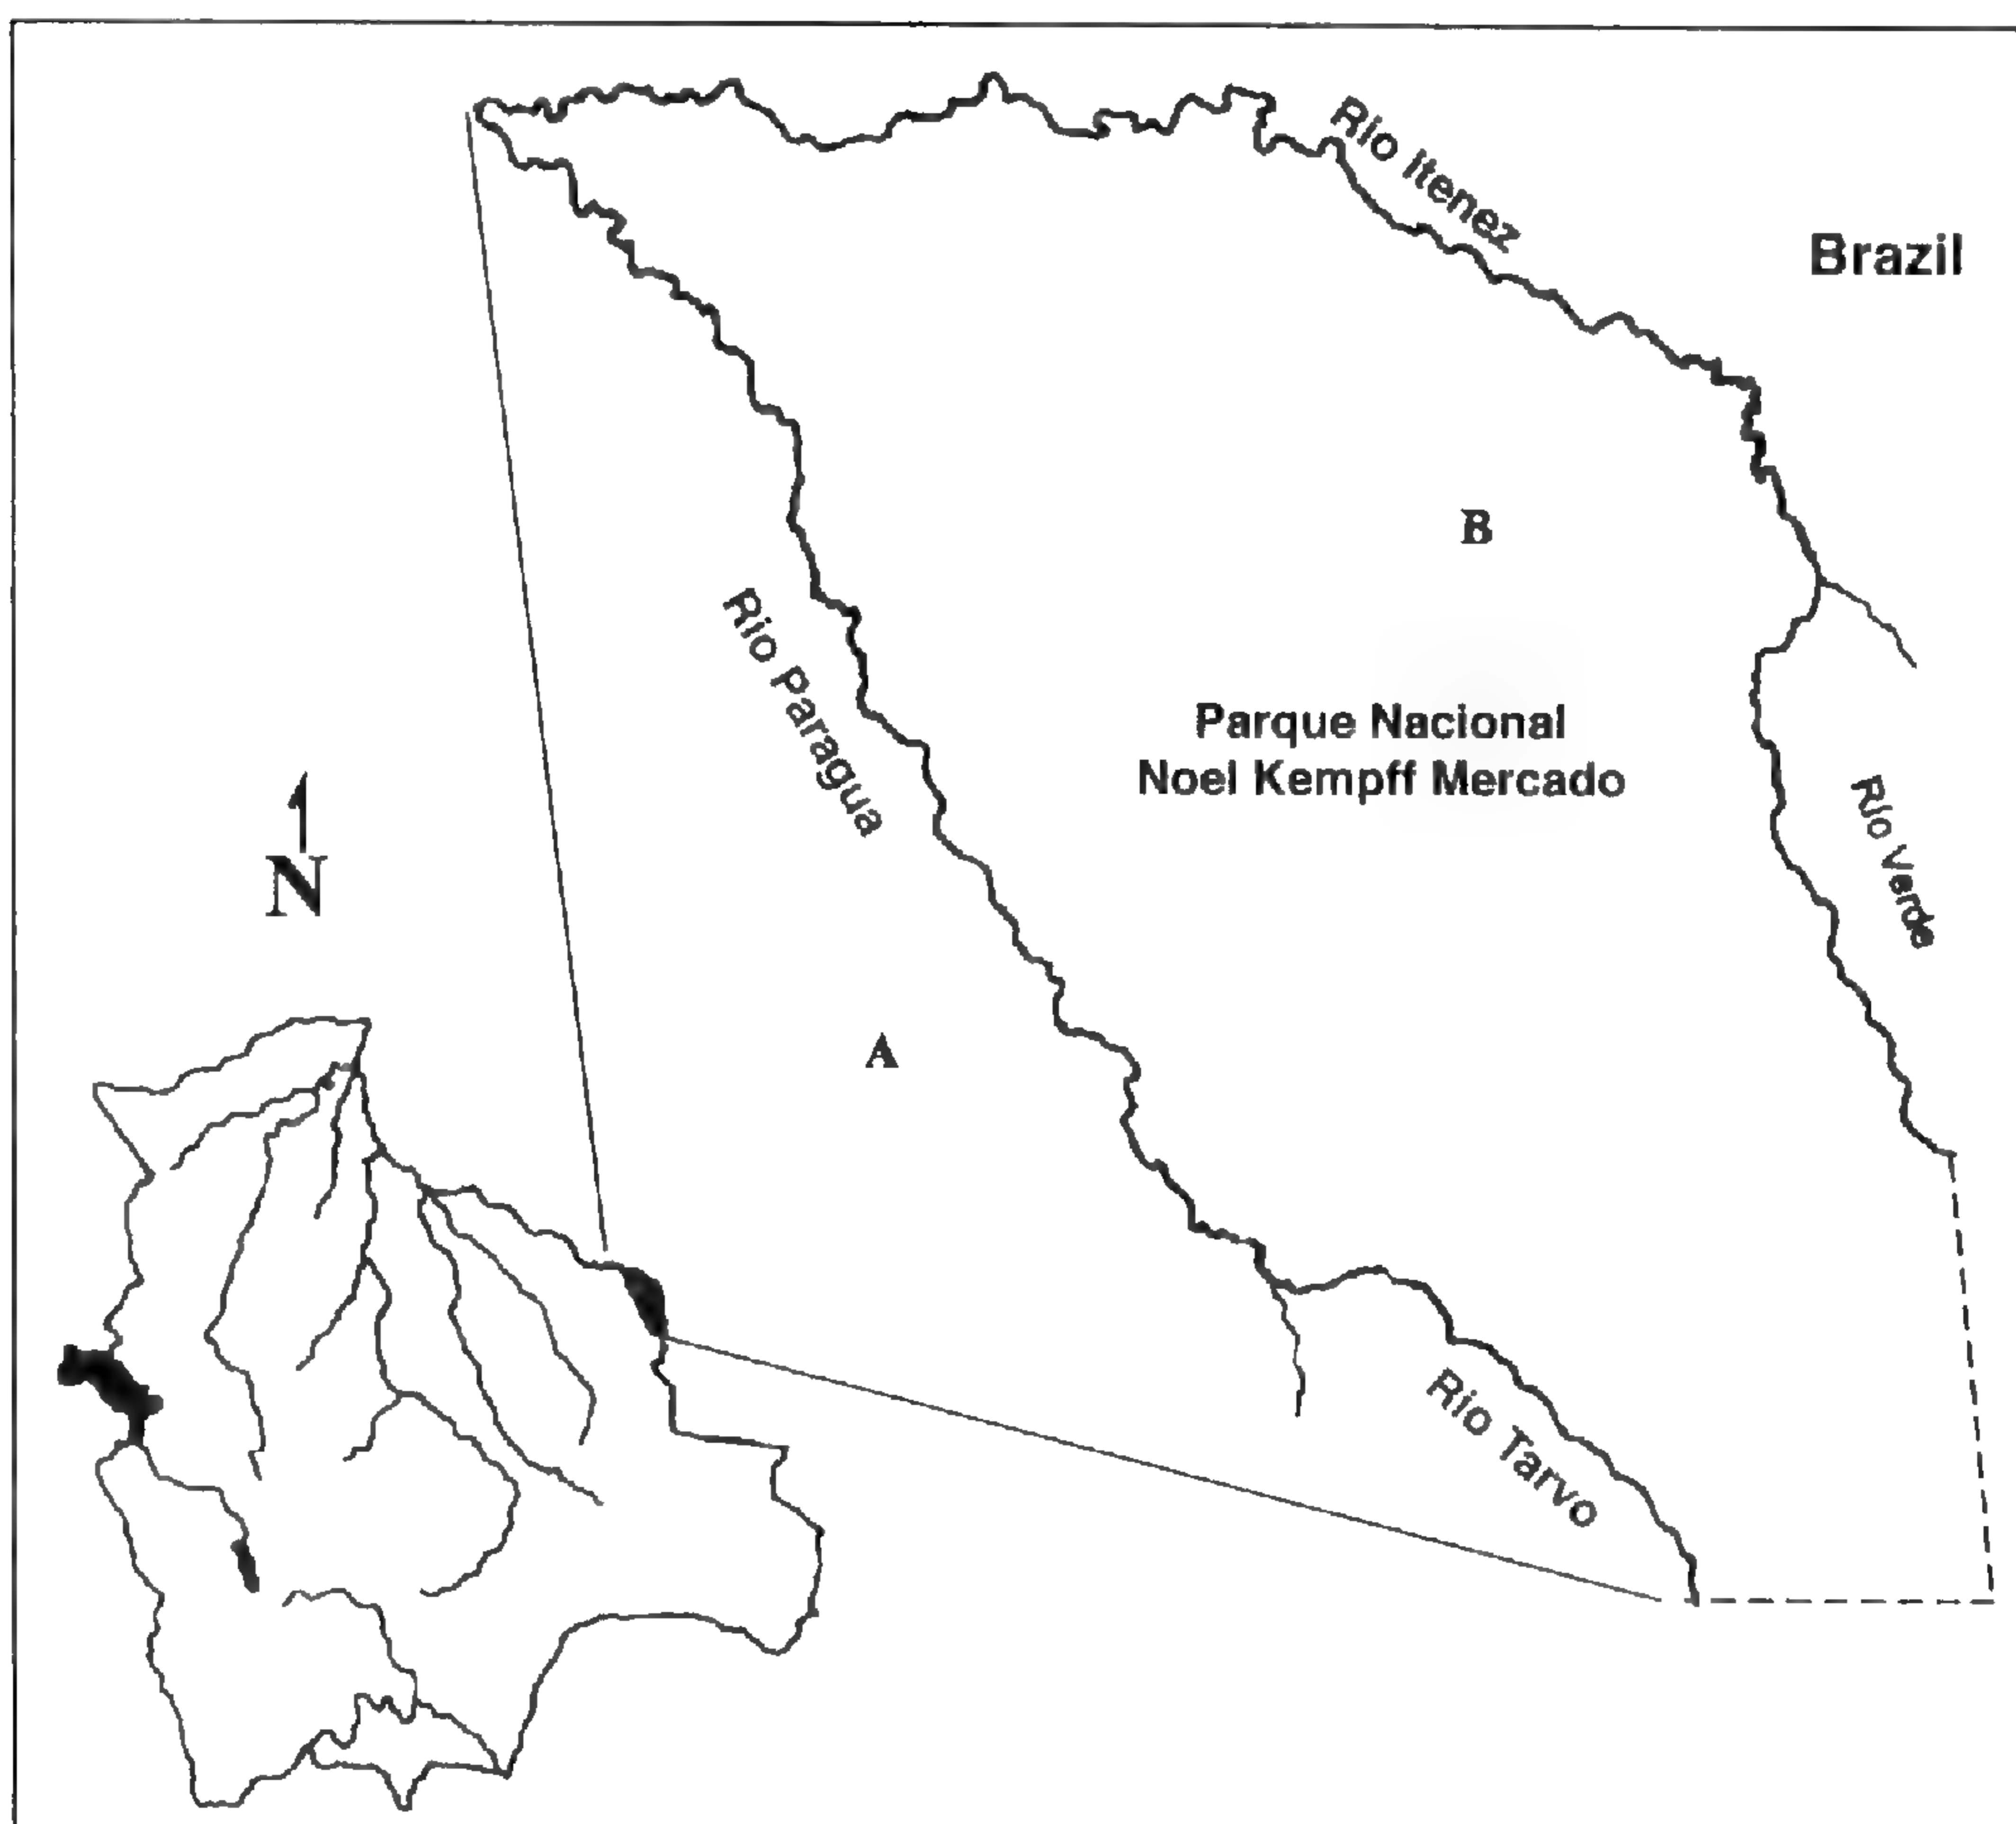 Rio Itenez
Brazil
B
Rio Paragua
Parque Nacional
Noel Kempff Mercado
Rio Verde
N
A
Rio Tarvo